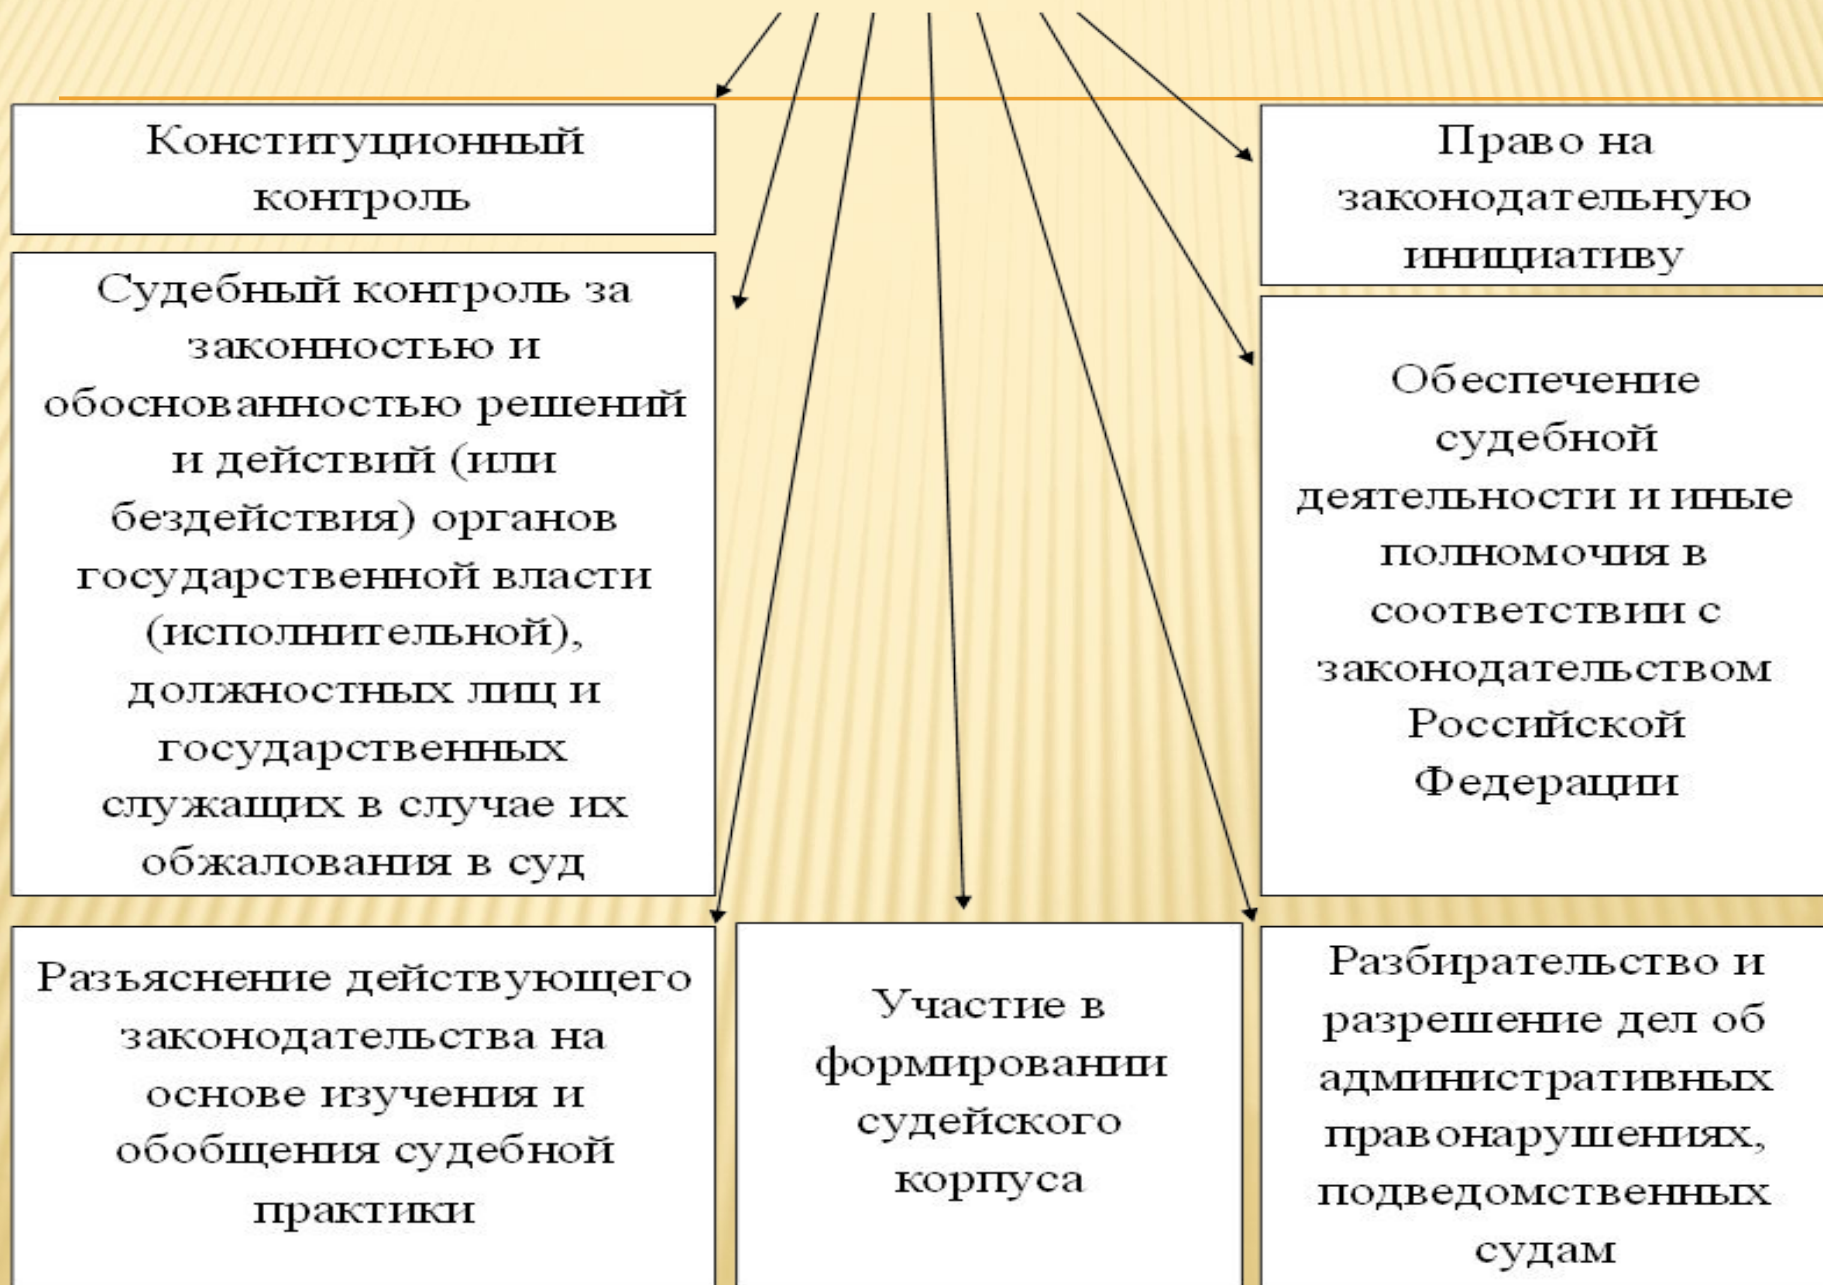 Конституционный
контроль
Право на
законодательную
инициативу
Судебный контроль за
законностью и
обоснованностью решений
и действий (или
бездействия) органов
государственной власти
(исполнительной),
должностных лиц и
государственных
служащих в случае их
обжалования в суд
Обеспечение
судебной
деятельности и иные
полномочия в
соответствии с
законодательством
Российской
Федерации
Разъяснение действующего
законодательства на
основе изучения и
обобщения судебной
практики
Участие в
формировании
судейского
корпуса
Разбирательство и
разрешение дел об
административных
правонарушениях,
подведомственных
судам